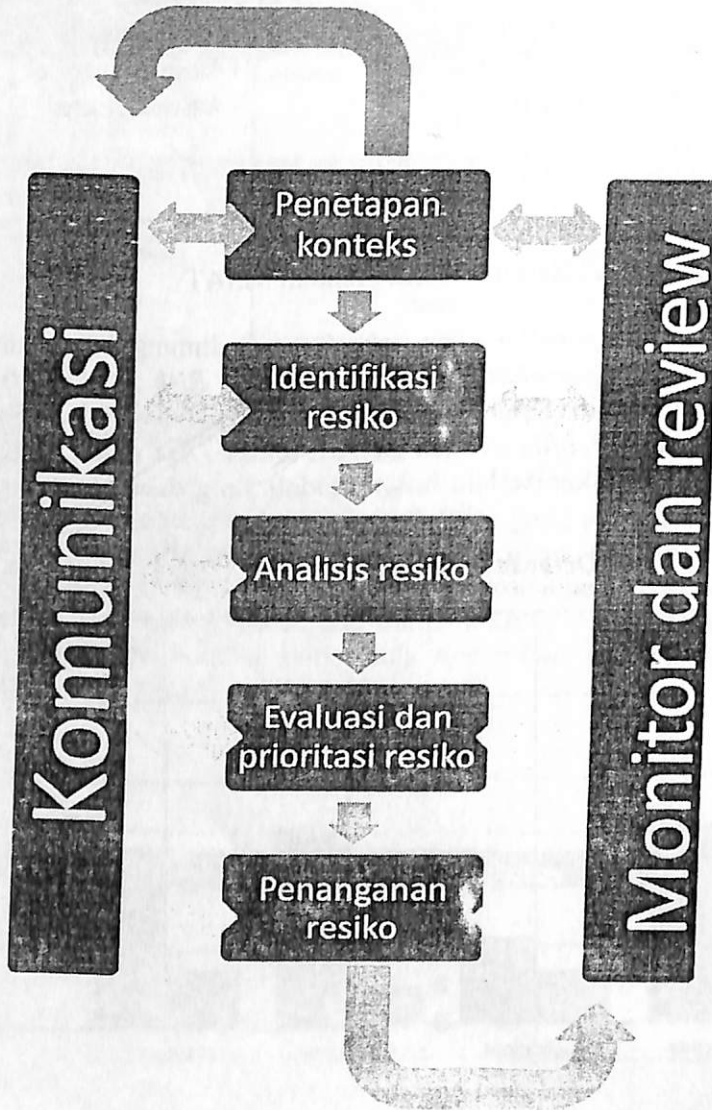 Komunikasi
Penetapan
konteks
Identifikasi
resiko
Analisis resiko
Evaluasi dan
prioritasi resiko
Penanganan
resiko
Monitor dan review